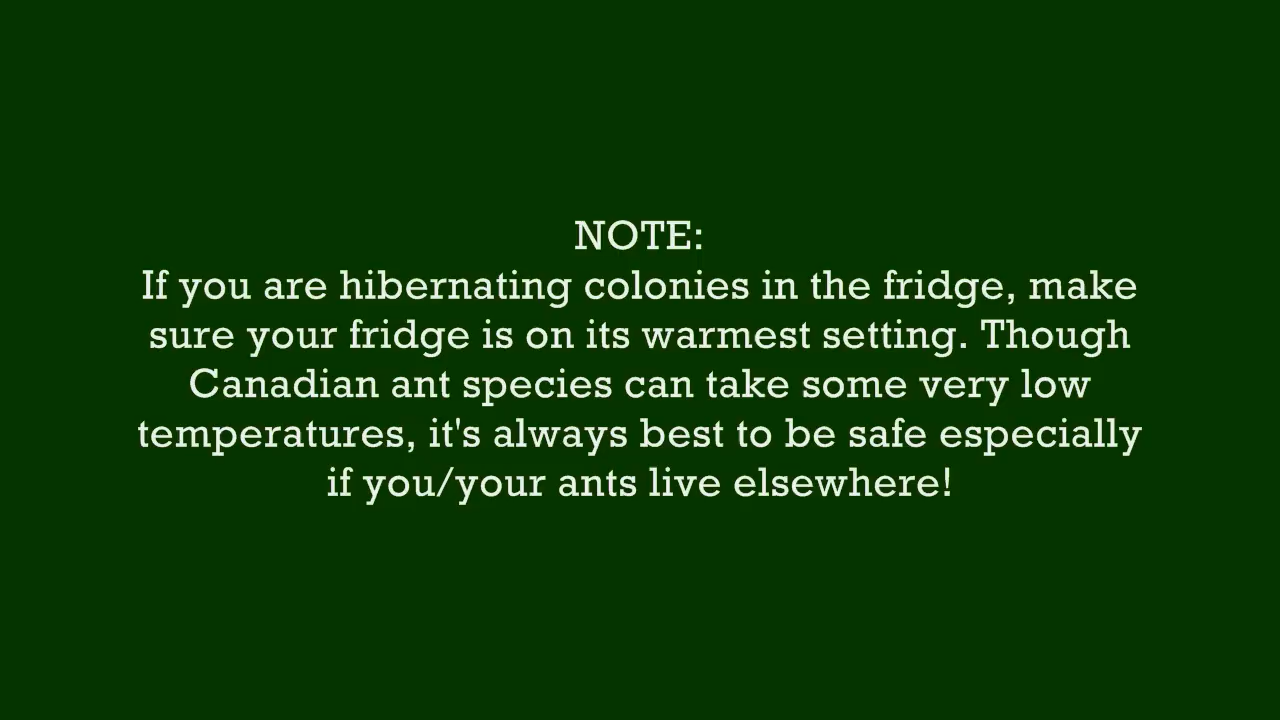 NOTE:
If you are hibernating colonies in the fridge, make
sure your fridge is on its warmest setting. Though
Canadian ant species can take some very low
temperatures, it's always best to be safe especially
if you/your ants live elsewhere!